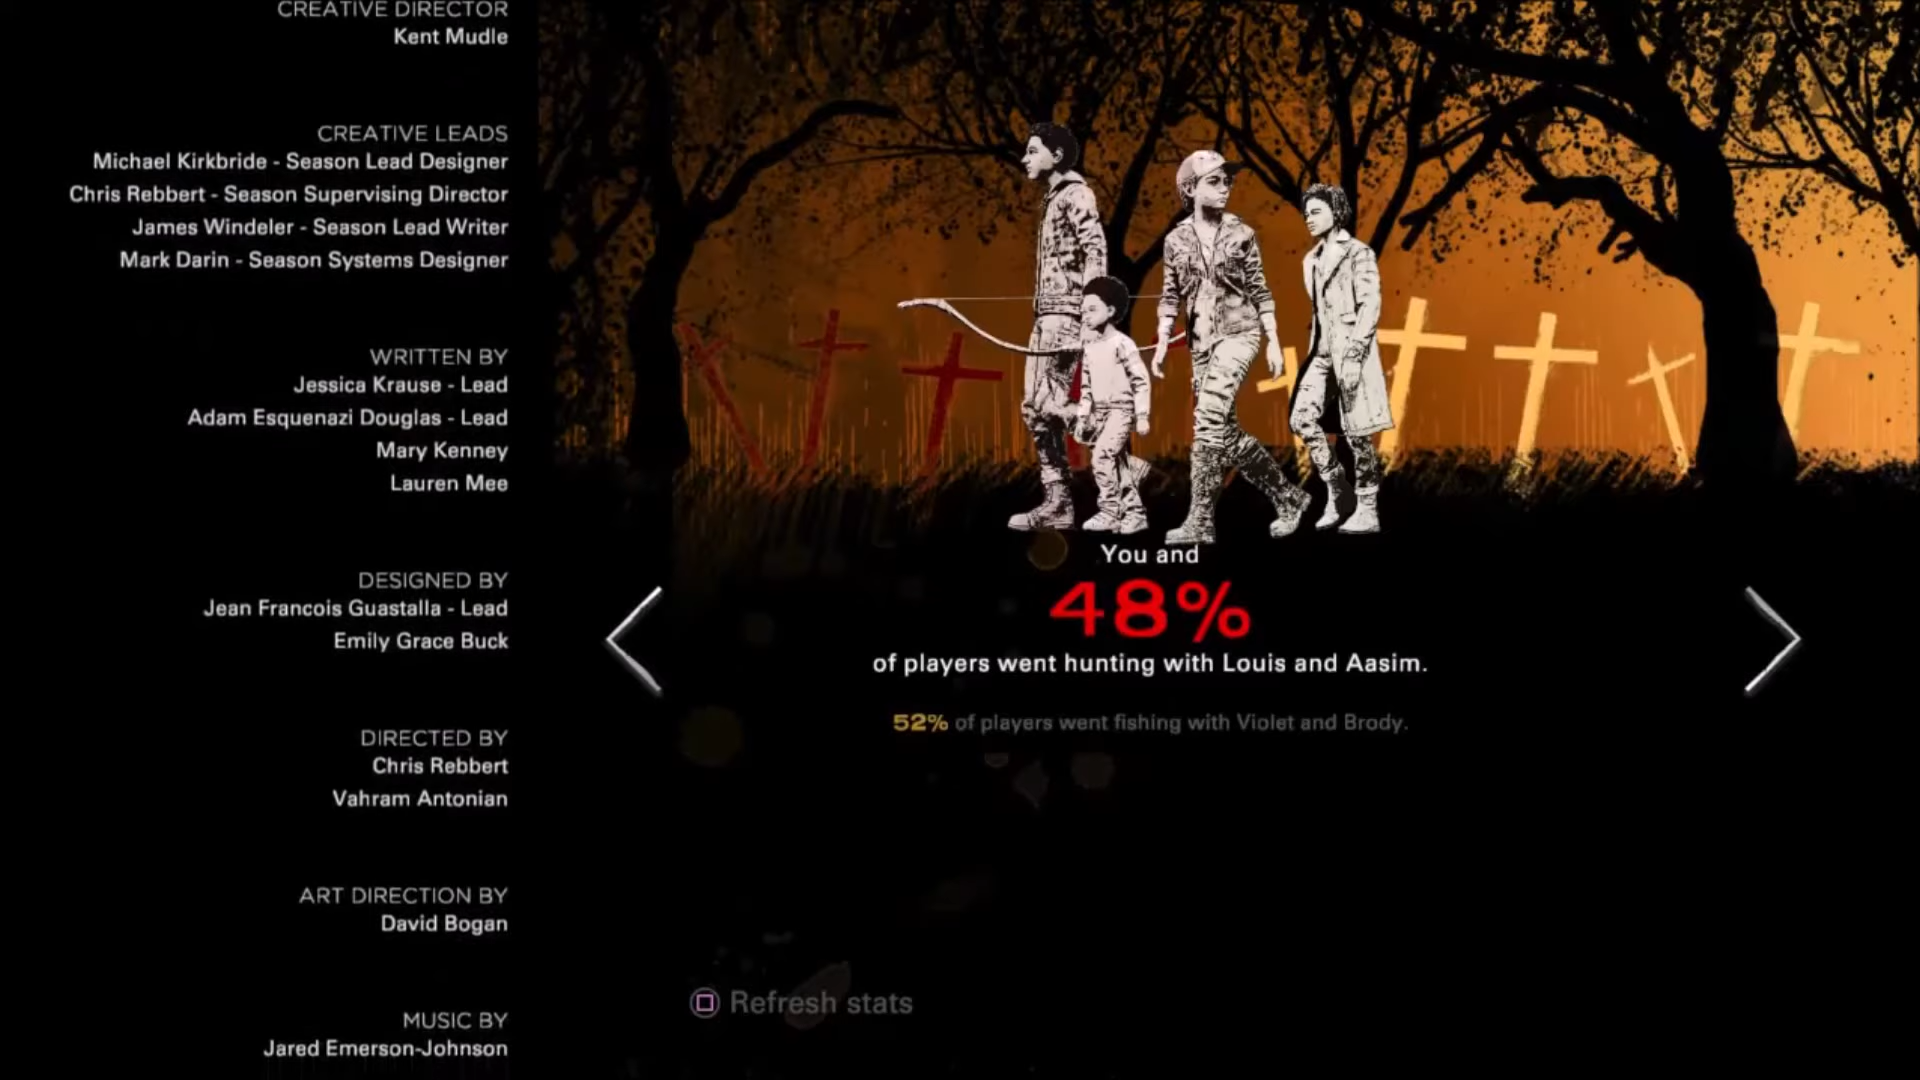 CREATIVE DIRECTOR
Kent Mudle
CREATIVE LEADS
Michael Kirkbride - Season Lead Designer
Chris Rebbert - Season Supervising Director
James Windeler - Season Lead Writer
Mark Darin - Season Systems Designer
WRITTEN BY
Jessica Krause - Lead
Adam Esquenazi Douglas - Lead
Mary Kenney
Lauren Mee
DESIGNED BY
Jean Francois Guastalla - Lead
Emily Grace Buck
DIRECTED BY
Chris Rebbert
Vahram Antonian
ART DIRECTION BY
David Bogan
MUSIC BY
Jared Emerson-Johnson
You and
48%
of players went hunting with Louis and Aasim.
52% of players went fishing with Violet and Brody.
Refresh stats